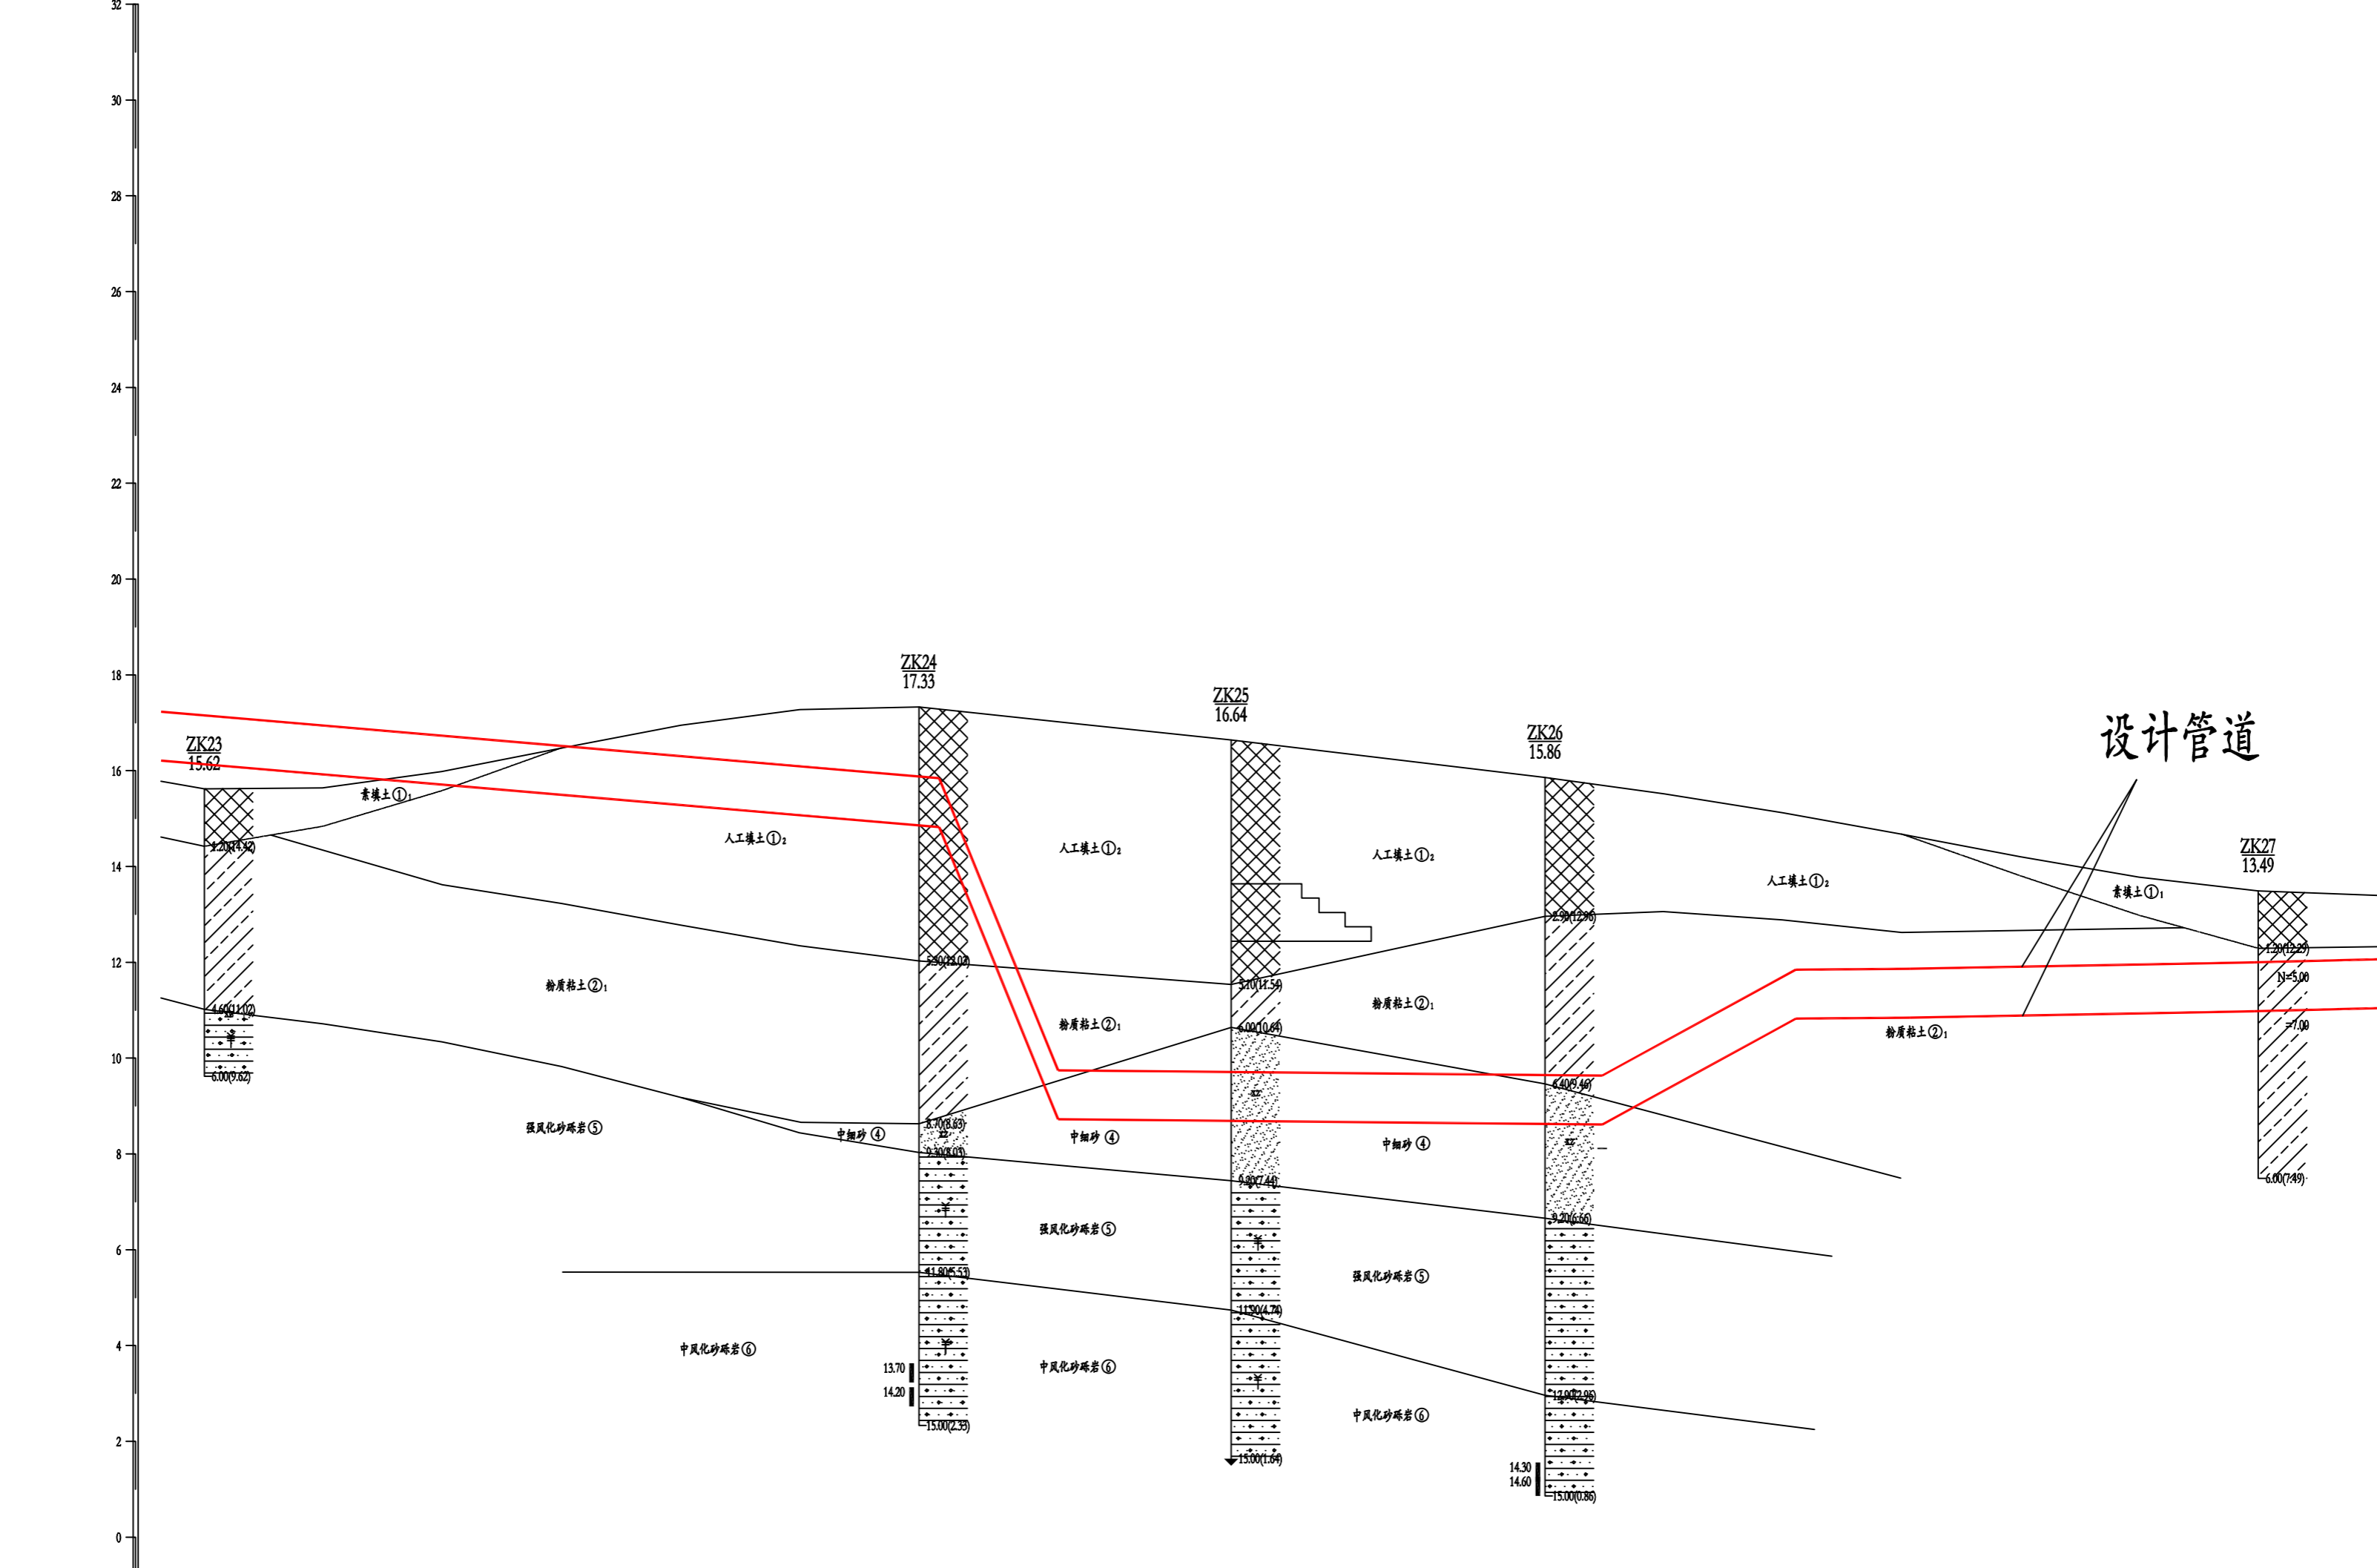 32
30
28
26
24
22
20
18
16
14
12
10
8
6
4
2
0
ZK23
15.62
1.20(14.42)
4.60(11.02)
6.00(9.62)
ZK24
17.33
5.30(12.03)
8.70(8.63)
9.30(8.03)
11.80(5.53)
13.70
14.20
15.00(2.33)
ZK25
16.64
5.10(11.54)
6.00(10.64)
9.20(7.44)
11.90(4.74)
15.00(1.64)
ZK26
15.86
2.90(12.96)
6.40(9.46)
9.20(6.66)
12.90(2.96)
14.30
14.60
15.00(0.86)
ZK27
13.49
1.20(12.29)
N=5.00
=7.00
6.00(7.49)
设计管道
素填土①₁
人工填土①₂
人工填土①₂
人工填土①₂
人工填土①₂
素填土①₁
粉质粘土②₁
粉质粘土②₁
粉质粘土②₁
粉质粘土②₁
中细砂④
中细砂④
中细砂④
强风化砂砾岩⑤
强风化砂砾岩⑤
强风化砂砾岩⑤
中风化砂砾岩⑥
中风化砂砾岩⑥
中风化砂砾岩⑥